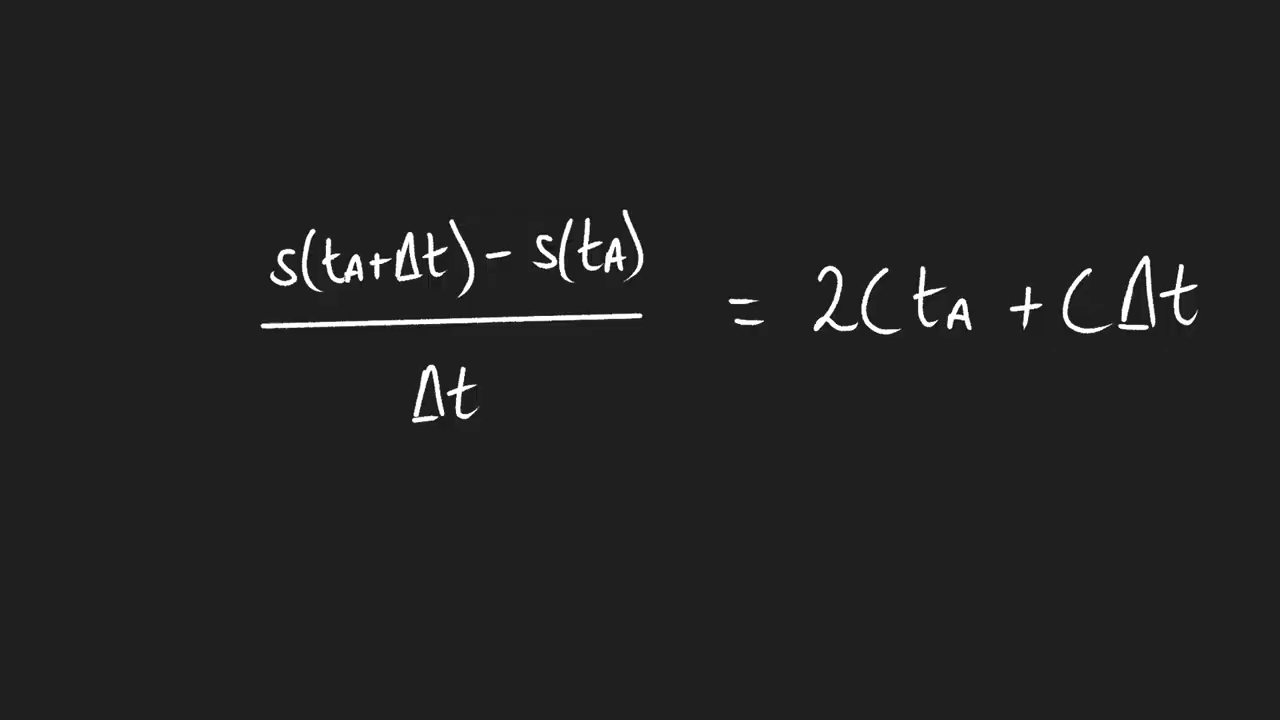 s(tA+Δt) - s(tA)
= 2CtA + CΔt
Δt